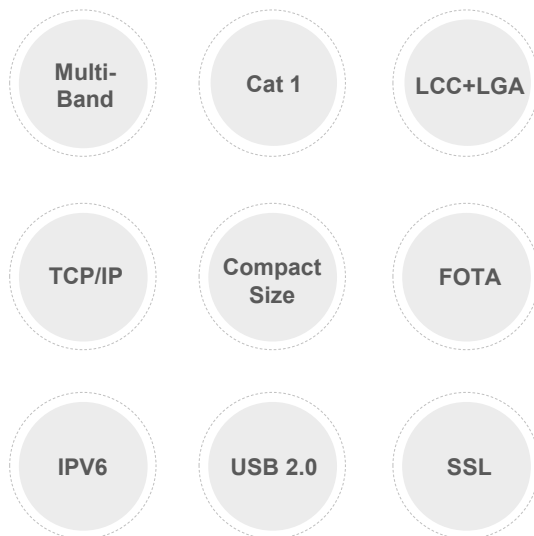 Multi-
Band
Cat 1
LCC+LGA
TCP/IP
Compact
Size
FOTA
IPV6
USB 2.0
SSL